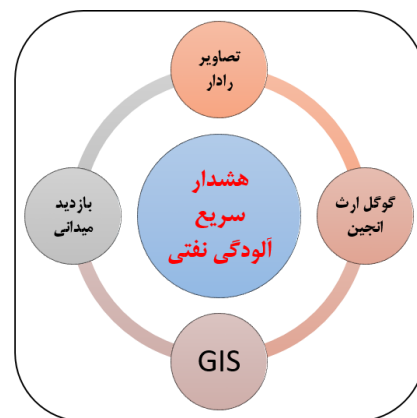 تصاویر
رادار
گوگل ارث
انجین
GIS
بازدید
میدانی
هشدار
سریع
آلودگی نفتی